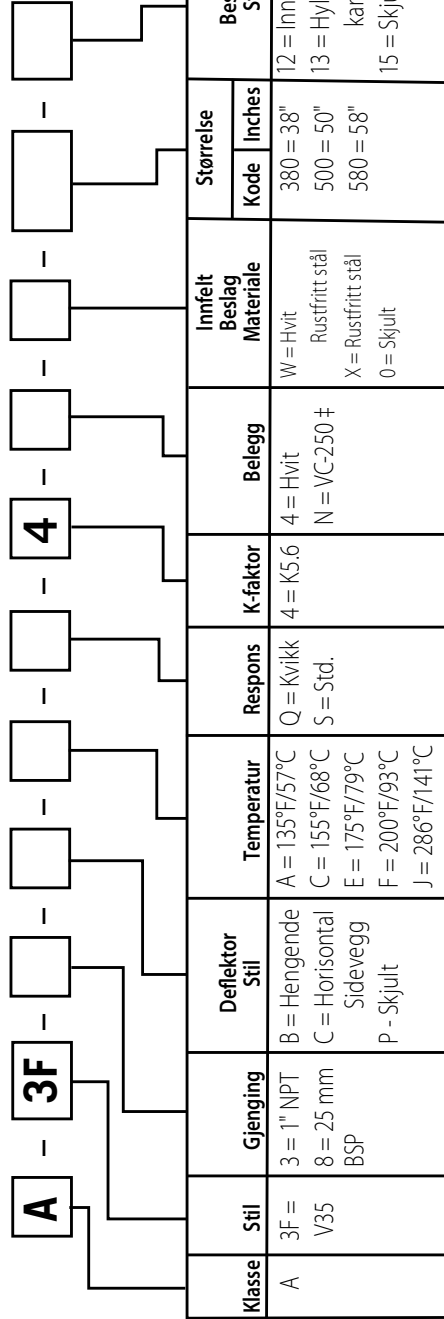 A – 3F – – – – – 4 – – – –
Klasse
A
Stil
3F =
V35
Gjenging
3 = 1" NPT
8 = 25 mm
BSP
Deflektor
Stil
B = Hengende
C = Horisontal
Sidevegg
P - Skjult
Temperatur
A = 135°F/57°C
C = 155°F/68°C
E = 175°F/79°C
F = 200°F/93°C
J = 286°F/141°C
Respons
Q = Kvikk
S = Std.
K-faktor
4 = K5.6
Belegg
4 = Hvit
N = VC-250 ‡
Innfelt
Beslag
Materiale
W = Hvit
Rustfritt stål
X = Rustfritt stål
0 = Skjult
Størrelse
Kode Inches
380 = 38"
500 = 50"
580 = 58"
12 =
13 =
15 =